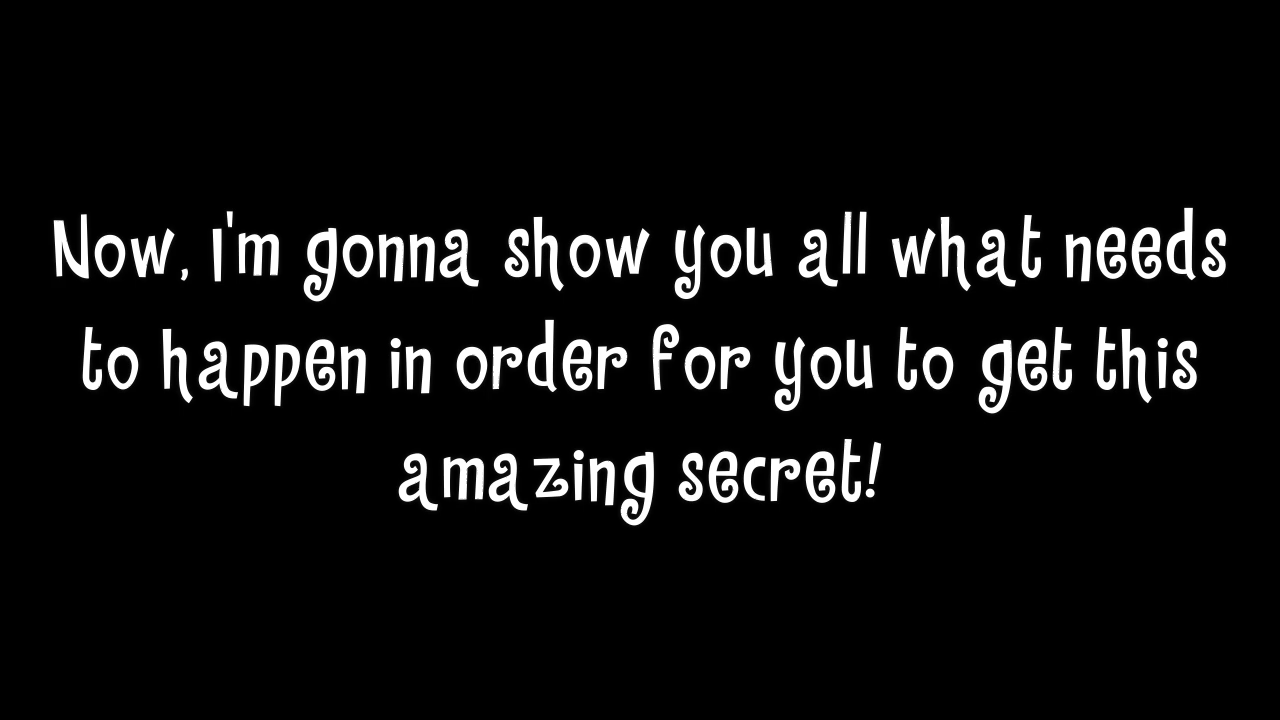 Now, I'm gonna show you all what needs
to happen in order for you to get this
amazing secret!